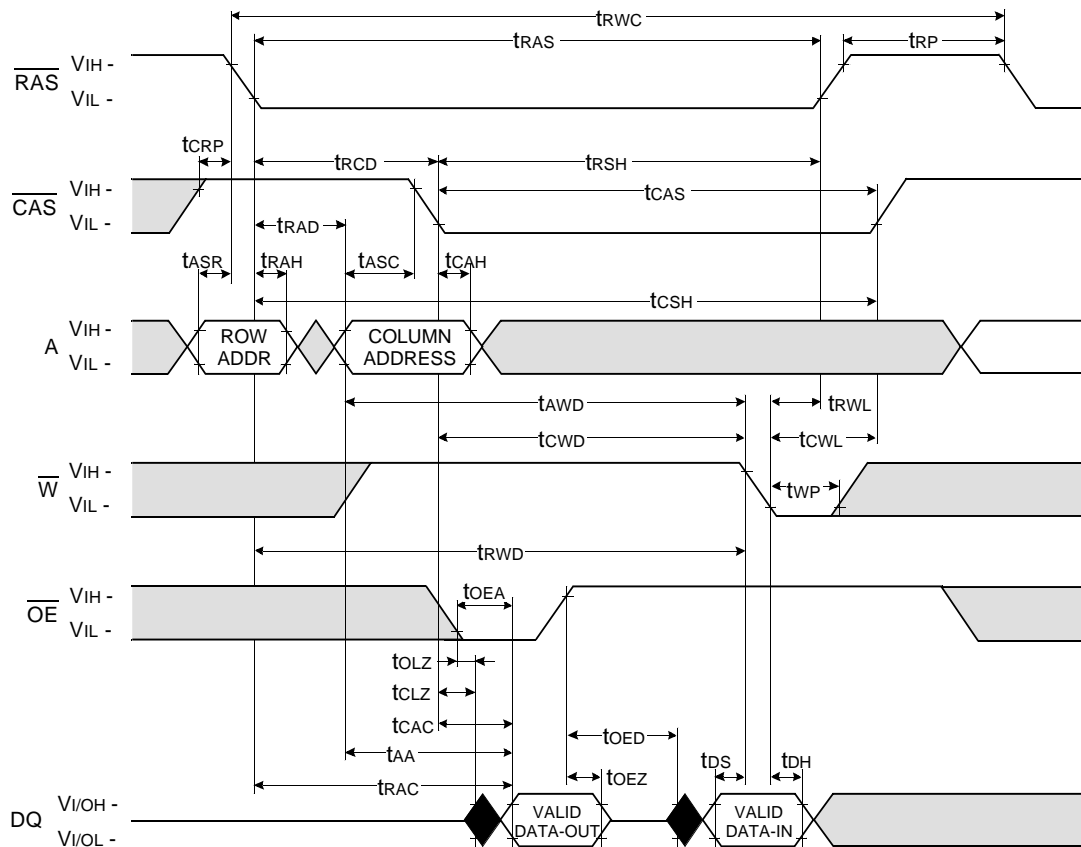 tRWC
tRAS
tRP
RAS
VIH -
VIL -
tCRP
tRCD
tRSH
CAS
VIH -
VIL -
tCAS
tRAD
tASR
tRAH
tASC
tCAH
tCSH
A
VIH -
VIL -
ROW
ADDR
COLUMN
ADDRESS
tAWD
tRWL
tCWD
tCWL
W
VIH -
VIL -
tWP
tRWD
OE
VIH -
VIL -
tOEA
tOLZ
tCLZ
tCAC
tOED
tAA
tDS
tDH
tOEZ
tRAC
DQ
VI/OH -
VI/OL -
VALID
DATA-OUT
VALID
DATA-IN